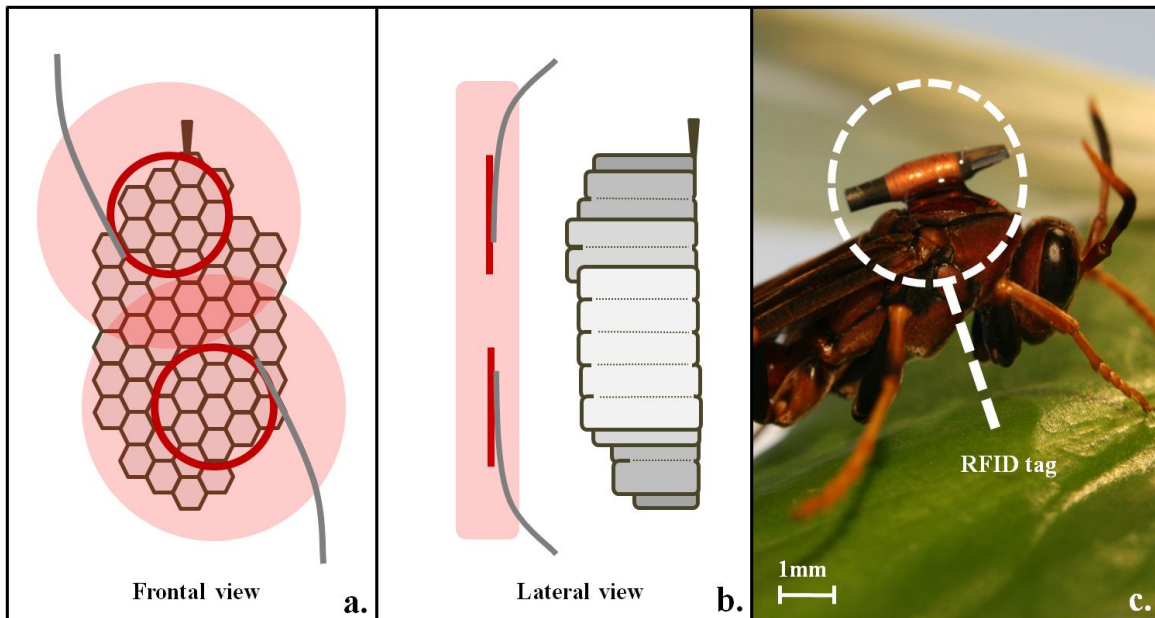 Frontal view
a.
Lateral view
b.
RFID tag
1mm
c.